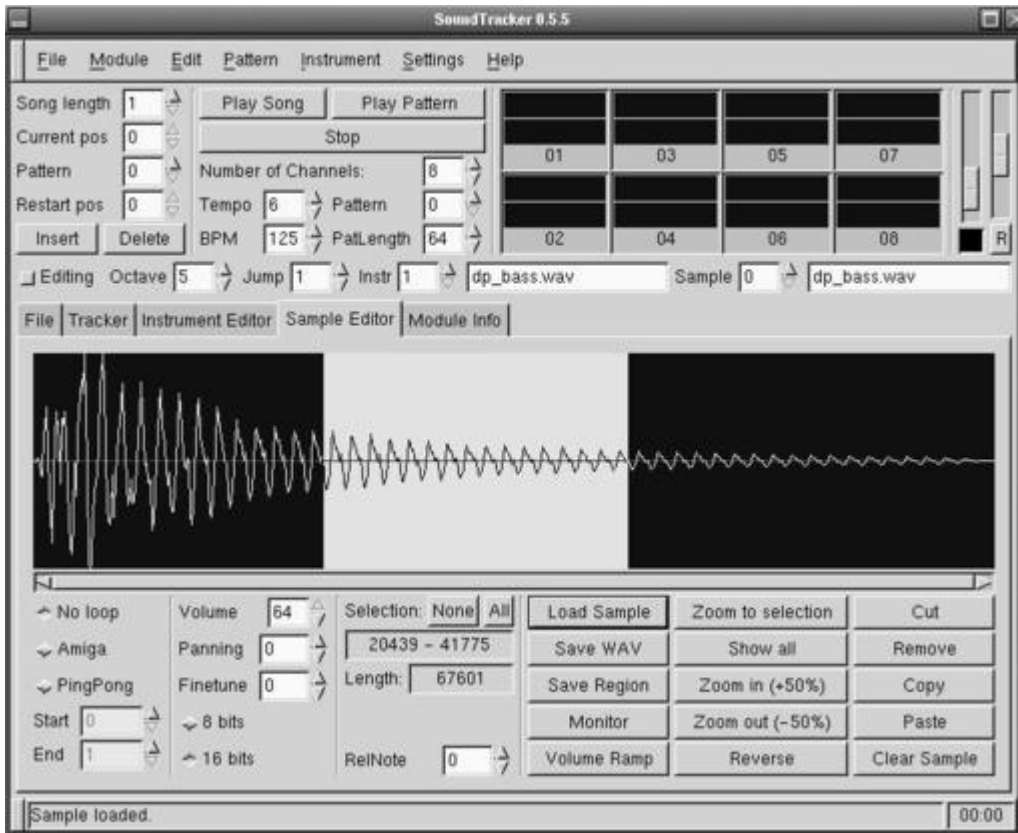 SoundTracker 0.5.5
File Module Edit Pattern Instrument Settings Help
Song length 1 Play Song Play Pattern
Current pos 0 Stop
01 03 05 07
Pattern 0 Number of Channels: 8
Restart pos 0 Tempo 6 Pattern 0
Insert Delete BPM 125 PatLength 64 02 04 06 08 R
Editing Octave 5 Jump 1 Instr 1 dp_bass.wav Sample 0 dp_bass.wav
File Tracker Instrument Editor Sample Editor Module Info
No loop Volume 64 Selection: None All Load Sample Zoom to selection Cut
Amiga Panning 0 20439 - 41775 Save WAV Show all Remove
PingPong Finetune 0 Length: 67601 Save Region Zoom in (+50%) Copy
Start 0 8 bits Monitor Zoom out (-50%) Paste
End 1 16 bits RelNote 0 Volume Ramp Reverse Clear Sample
Sample loaded. 00:00